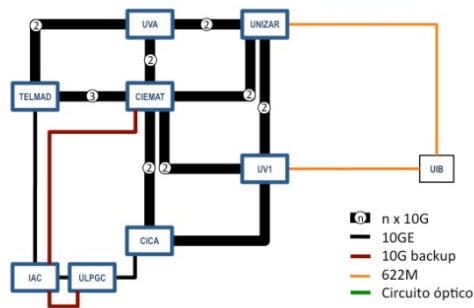 UVA
2
UNIZAR
2
2
2
TELMAD
3
CIEMAT
2
2
2
2
UV1
UIB
CICA
IAC
ULPGC
n n x 10G
10GE
10G backup
622M
Circuito óptico